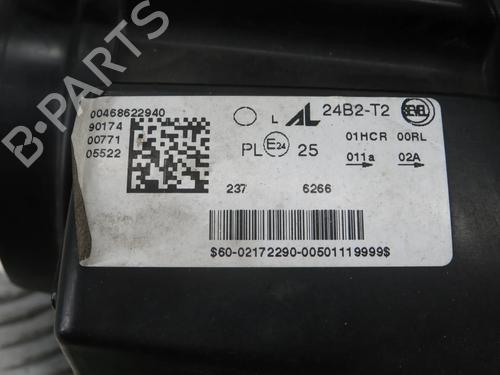 00468622940
90174
00771
05522
L AL 24B2-T2 SEVEL
PL E24 25
01HCR 00RL
011a 02A
237 6266
$60-02172290-00501119999$
B-PARTS